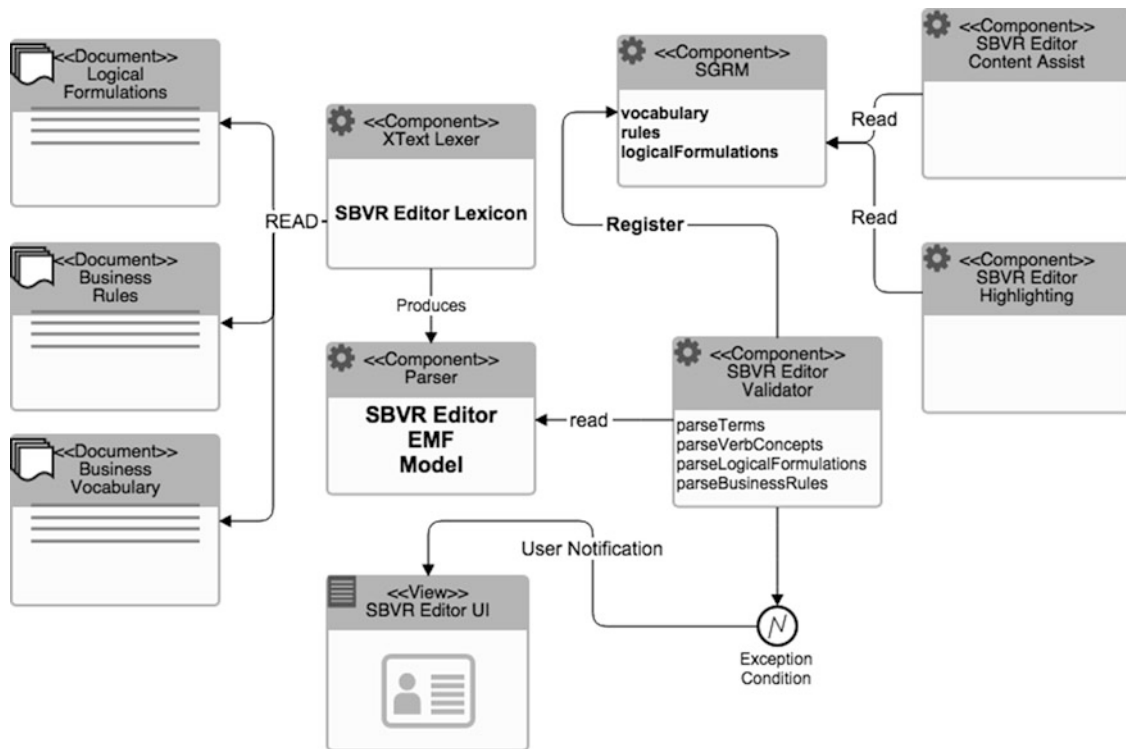 <<Document>>
Logical
Formulations
<<Document>>
Business
Rules
<<Document>>
Business
Vocabulary
READ
<<Component>>
XText Lexer
SBVR Editor Lexicon
Produces
<<Component>>
Parser
SBVR Editor
EMF
Model
read
<<Component>>
SGRM
vocabulary
rules
logicalFormulations
Register
<<Component>>
SBVR Editor
Validator
parseTerms
parseVerbConcepts
parseLogicalFormulations
parseBusinessRules
<<Component>>
SBVR Editor
Content Assist
Read
Read
<<Component>>
SBVR Editor
Highlighting
User Notification
<<View>>
SBVR Editor UI
N
Exception
Condition